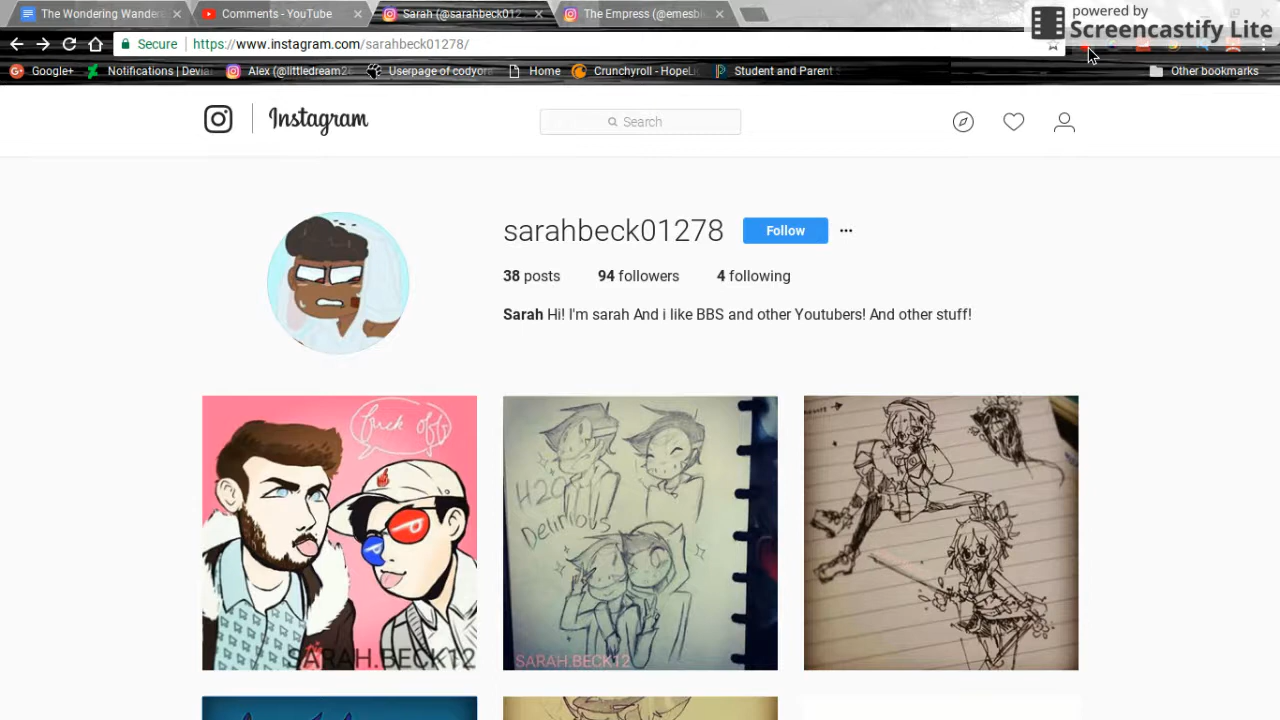 The Wondering Wander
Comments - YouTube
Sarah (@sarahbeck012
The Empress (@emesbi
powered by
Screencastify Lite
Secure
https://www.instagram.com/sarahbeck01278/
Google+
Notifications | Devia
Alex (@littledream2
Userpage of codyor
Home
Crunchyroll - HopeLi
Student and Parent S
Other bookmarks
Instagram
Search
sarahbeck01278
Follow
38 posts
94 followers
4 following
Sarah Hi! I'm sarah And i like BBS and other Youtubers! And other stuff!
fuck off
SARAH.BECK12
H2O
Delirious
SARAH.BECK12